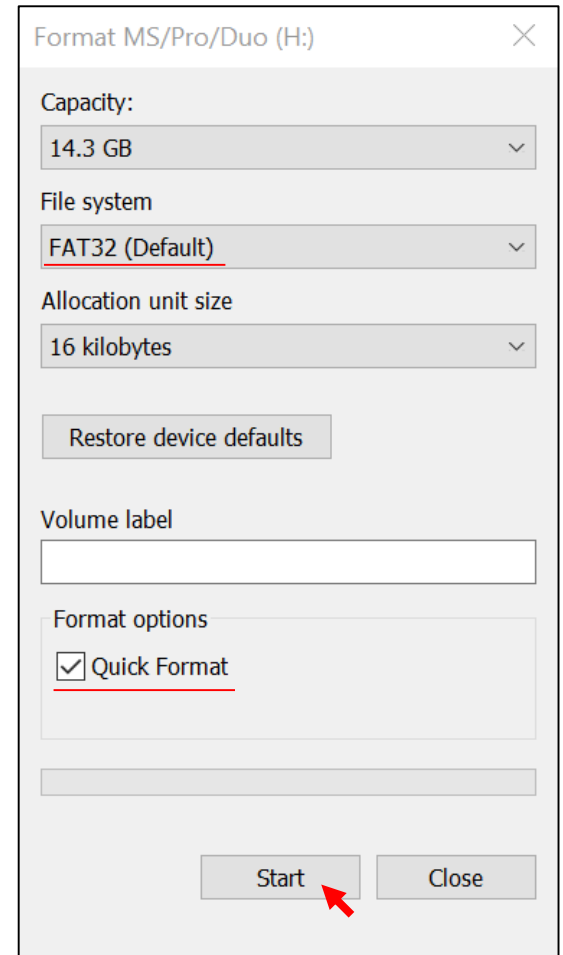 Format MS/Pro/Duo (H:)
Capacity:
14.3 GB
File system
FAT32 (Default)
Allocation unit size
16 kilobytes
Restore device defaults
Volume label
Format options
Quick Format
Start
Close